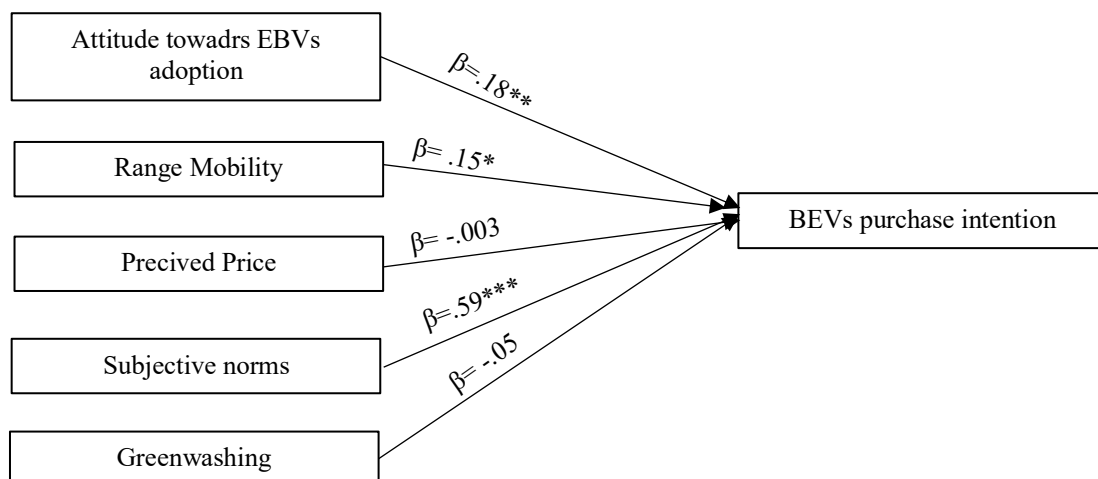 Attitude towadrs EBVs
adoption
β=.18**
Range Mobility
β= .15*
BEVs purchase intention
Precived Price
β= -.003
β=.59***
Subjective norms
β= -.05
Greenwashing